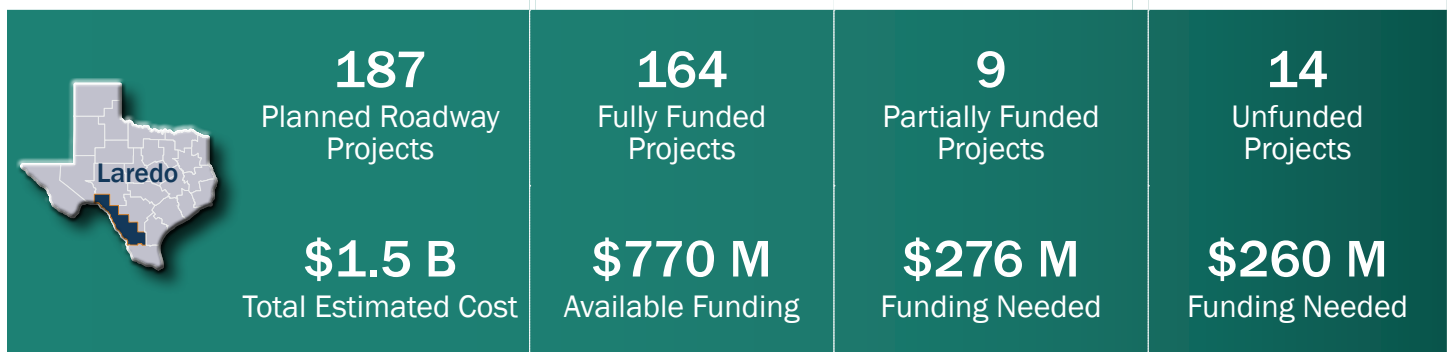 Laredo
187
Planned Roadway
Projects
$1.5 B
Total Estimated Cost
164
Fully Funded
Projects
$770 M
Available Funding
9
Partially Funded
Projects
$276 M
Funding Needed
14
Unfunded
Projects
$260 M
Funding Needed